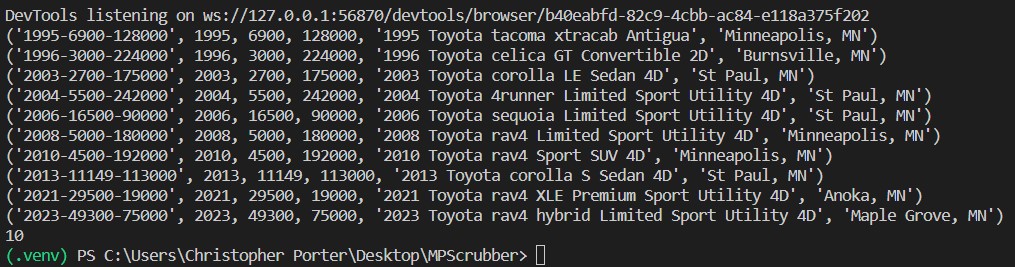 DevTools listening on ws://127.0.0.1:56870/devtools/browser/b40eabfd-82c9-4cbb-ac84-e118a375f202
('1995-6900-128000', 1995, 6900, 128000, '1995 Toyota tacoma xtracab Antigua', 'Minneapolis, MN')
('1996-3000-224000', 1996, 3000, 224000, '1996 Toyota celica GT Convertible 2D', 'Burnsville, MN')
('2003-2700-175000', 2003, 2700, 175000, '2003 Toyota corolla LE Sedan 4D', 'St Paul, MN')
('2004-5500-242000', 2004, 5500, 242000, '2004 Toyota 4runner Limited Sport Utility 4D', 'St Paul, MN')
('2006-16500-90000', 2006, 16500, 90000, '2006 Toyota sequoia Limited Sport Utility 4D', 'St Paul, MN')
('2008-5000-180000', 2008, 5000, 180000, '2008 Toyota rav4 Limited Sport Utility 4D', 'Minneapolis, MN')
('2010-4500-192000', 2010, 4500, 192000, '2010 Toyota rav4 Sport SUV 4D', 'Minneapolis, MN')
('2013-11149-113000', 2013, 11149, 113000, '2013 Toyota corolla S Sedan 4D', 'St Paul, MN')
('2021-29500-19000', 2021, 29500, 19000, '2021 Toyota rav4 XLE Premium Sport Utility 4D', 'Anoka, MN')
('2023-49300-75000', 2023, 49300, 75000, '2023 Toyota rav4 hybrid Limited Sport Utility 4D', 'Maple Grove, MN')
10
(.venv) PS C:\Users\Christopher Porter\Desktop\MPScrubber>